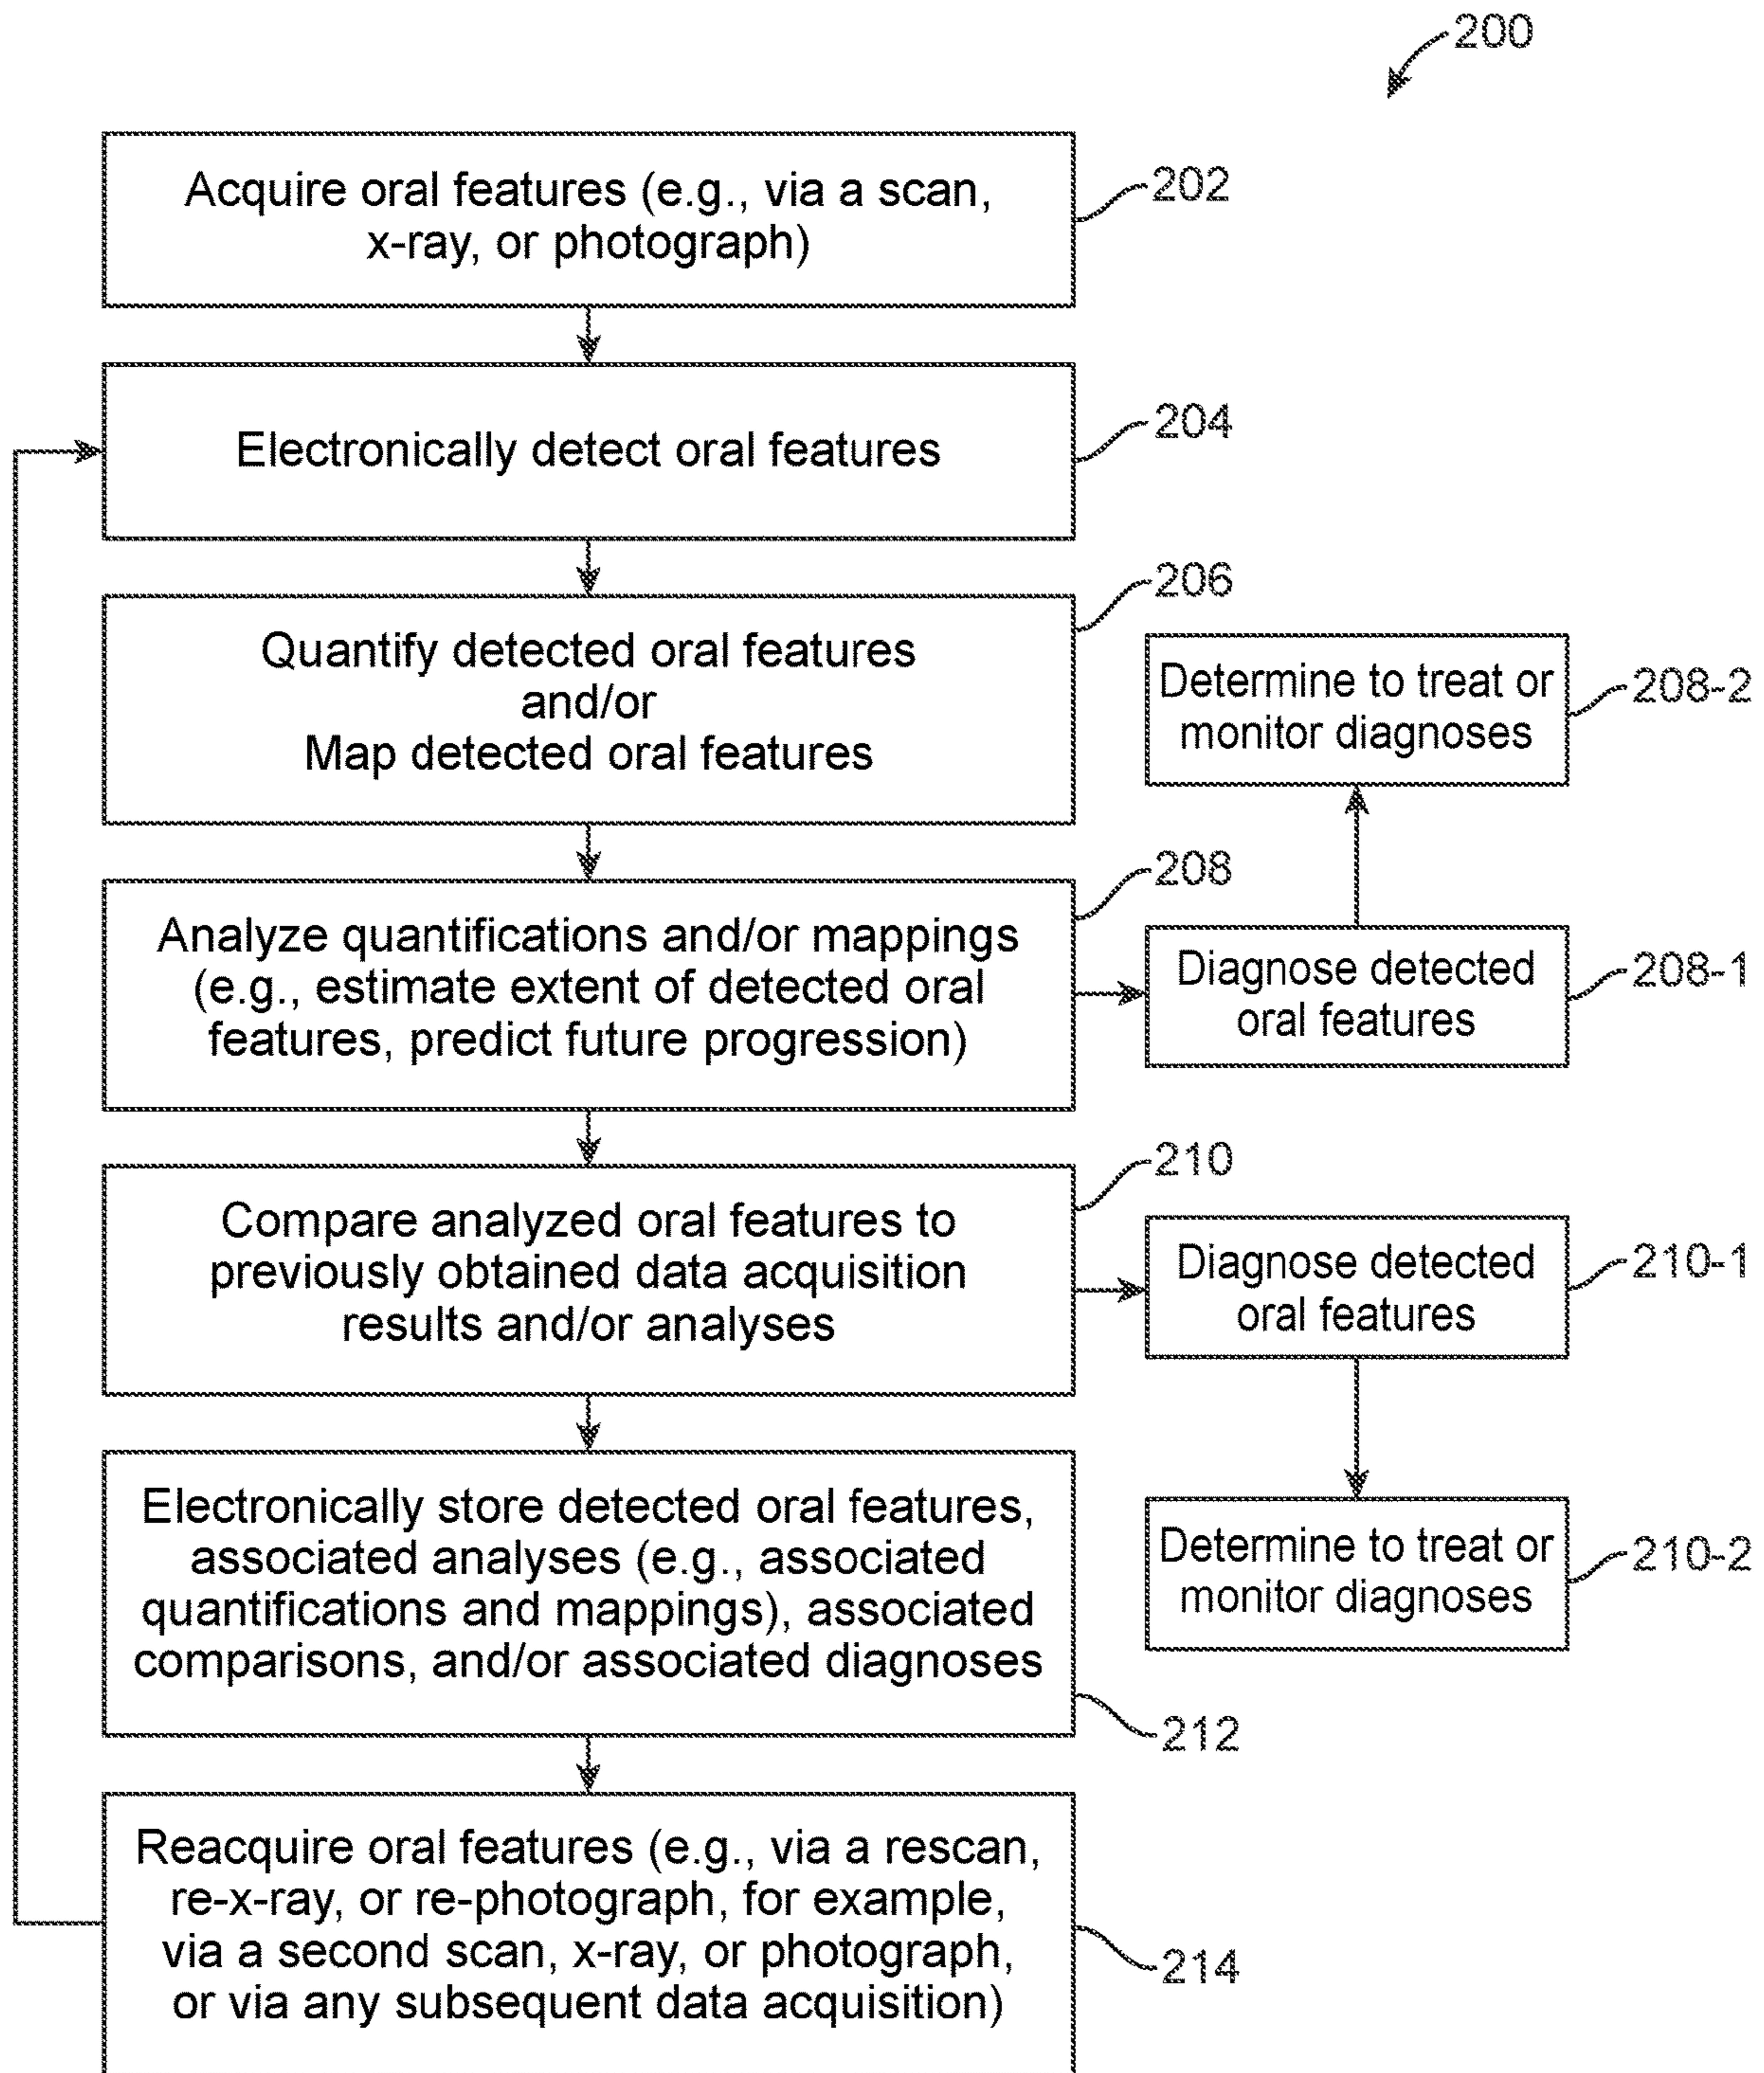 200
Acquire oral features (e.g., via a scan,
x-ray, or photograph)
202
Electronically detect oral features
204
Quantify detected oral features
and/or
Map detected oral features
206
Determine to treat or
monitor diagnoses
208-2
Analyze quantifications and/or mappings
(e.g., estimate extent of detected oral
features, predict future progression)
208
Diagnose detected
oral features
208-1
Compare analyzed oral features to
previously obtained data acquisition
results and/or analyses
210
Diagnose detected
oral features
210-1
Electronically store detected oral features,
associated analyses (e.g., associated
quantifications and mappings), associated
comparisons, and/or associated diagnoses
212
Determine to treat or
monitor diagnoses
210-2
Reacquire oral features (e.g., via a rescan,
re-x-ray, or re-photograph, for example,
via a second scan, x-ray, or photograph,
or via any subsequent data acquisition)
214